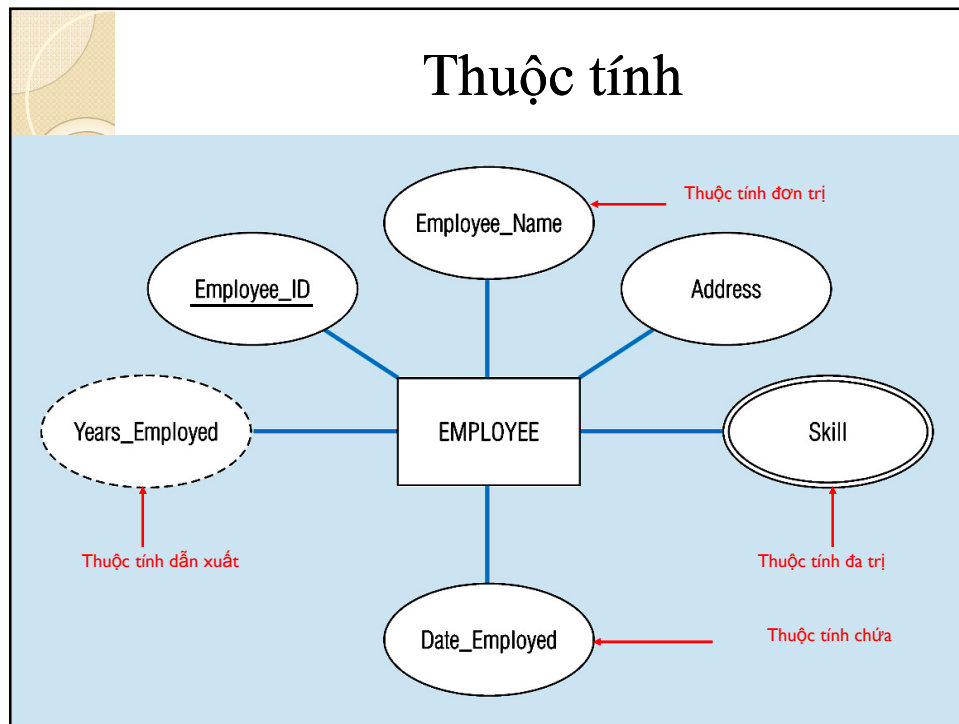 Thuộc tính
Thuộc tính đơn trị
Employee_Name
Employee_ID
Address
Years_Employed
EMPLOYEE
Skill
Thuộc tính dẫn xuất
Thuộc tính đa trị
Date_Employed
Thuộc tính chứa